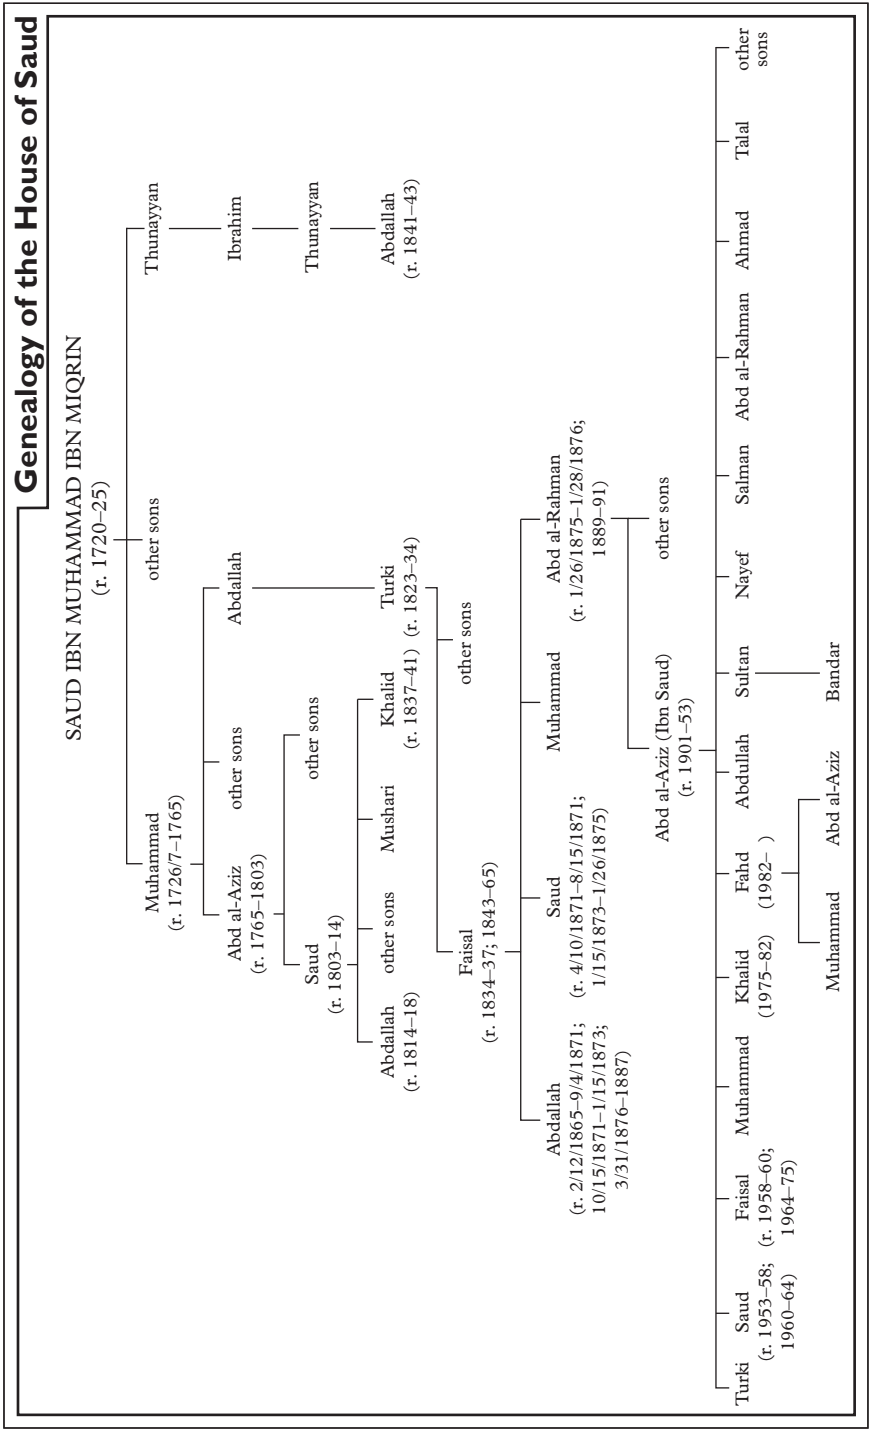 Genealogy of the House of Saud
SAUD IBN MUHAMMAD IBN MIQRIN
(r. 1720–25)
Muhammad
(r. 1726/7–1765)
other sons
Thunayyan
Abd al-Aziz
(r. 1765–1803)
other sons
Abdallah
Ibrahim
Saud
(r. 1803–14)
other sons
Thunayyan
Abdallah
(r. 1814–18)
other sons
Mushari
Khalid
(r. 1837–41)
Turki
(r. 1823–34)
Abdallah
(r. 1841–43)
Faisal
(r. 1834–37; 1843–65)
other sons
Abdallah
(r. 2/12/1865–9/4/1871;
10/15/1871–1/15/1873;
3/31/1876–1887)
Saud
(r. 4/10/1871–8/15/1871;
1/15/1873–1/26/1875)
Muhammad
Abd al-Rahman
(r. 1/26/1875–1/28/1876;
1889–91)
Abd al-Aziz (Ibn Saud)
(r. 1901–53)
other sons
Turki
Saud
(r. 1953–58;
1960–64)
Faisal
(r. 1958–60;
1964–75)
Muhammad
Khalid
(1975–82)
Fahd
(1982– )
Abdullah
Sultan
Nayef
Salman
Abd al-Rahman
Ahmad
Talal
other
sons
Muhammad
Abd al-Aziz
Bandar